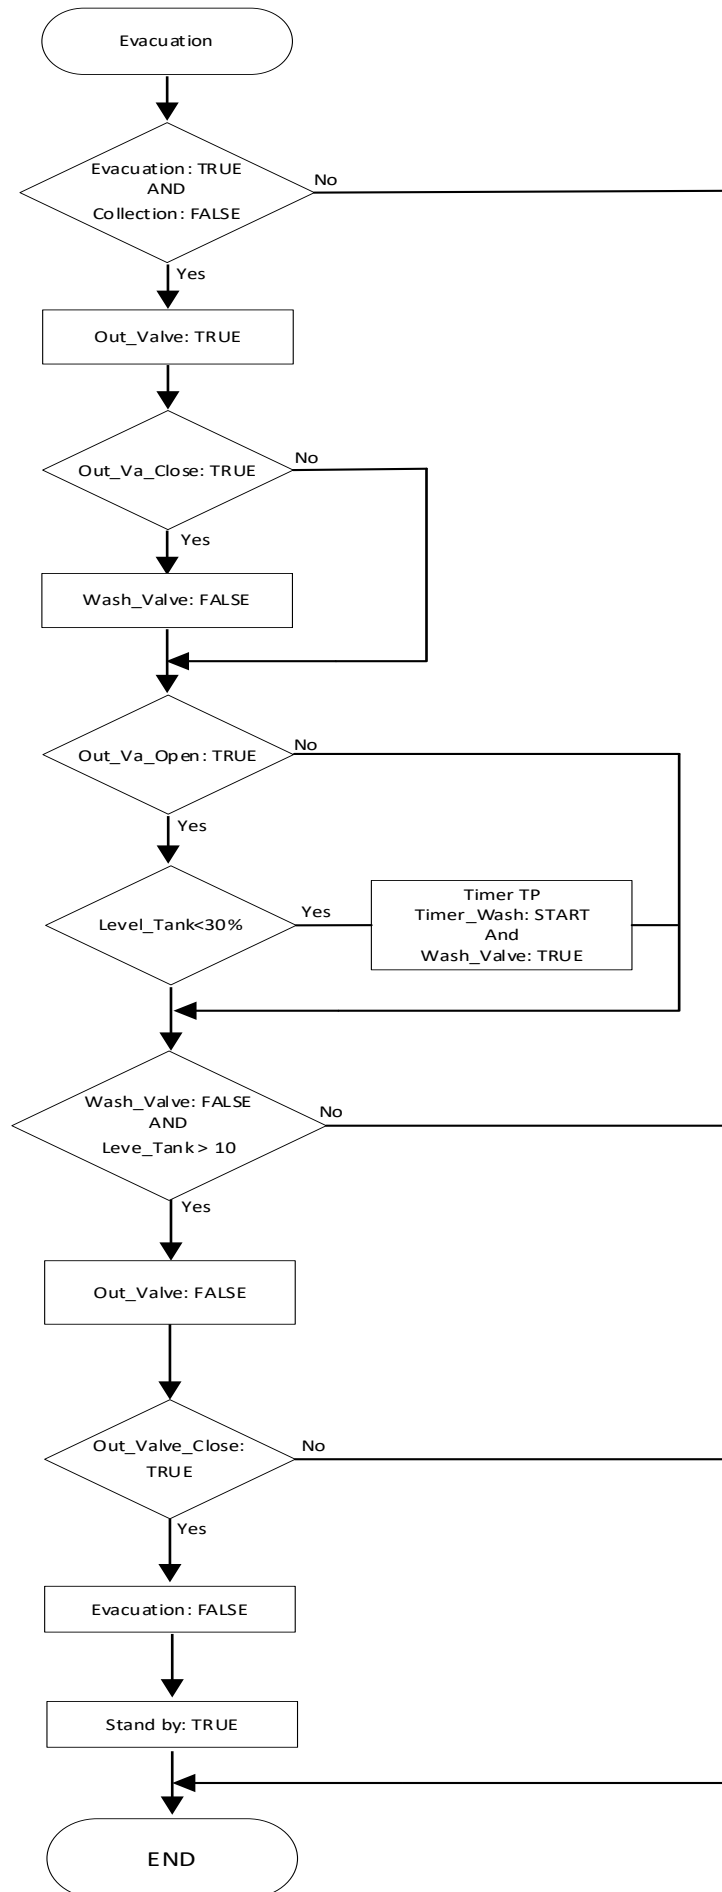 Evacuation
Evacuation: TRUE
AND
Collection: FALSE
No
Yes
Out_Valve: TRUE
Out_Va_Close: TRUE
No
Yes
Wash_Valve: FALSE
Out_Va_Open: TRUE
No
Yes
Level_Tank<30%
Yes
Timer TP
Timer_Wash: START
And
Wash_Valve: TRUE
Wash_Valve: FALSE
AND
Leve_Tank > 10
No
Yes
Out_Valve: FALSE
Out_Valve_Close:
TRUE
No
Yes
Evacuation: FALSE
Stand by: TRUE
END